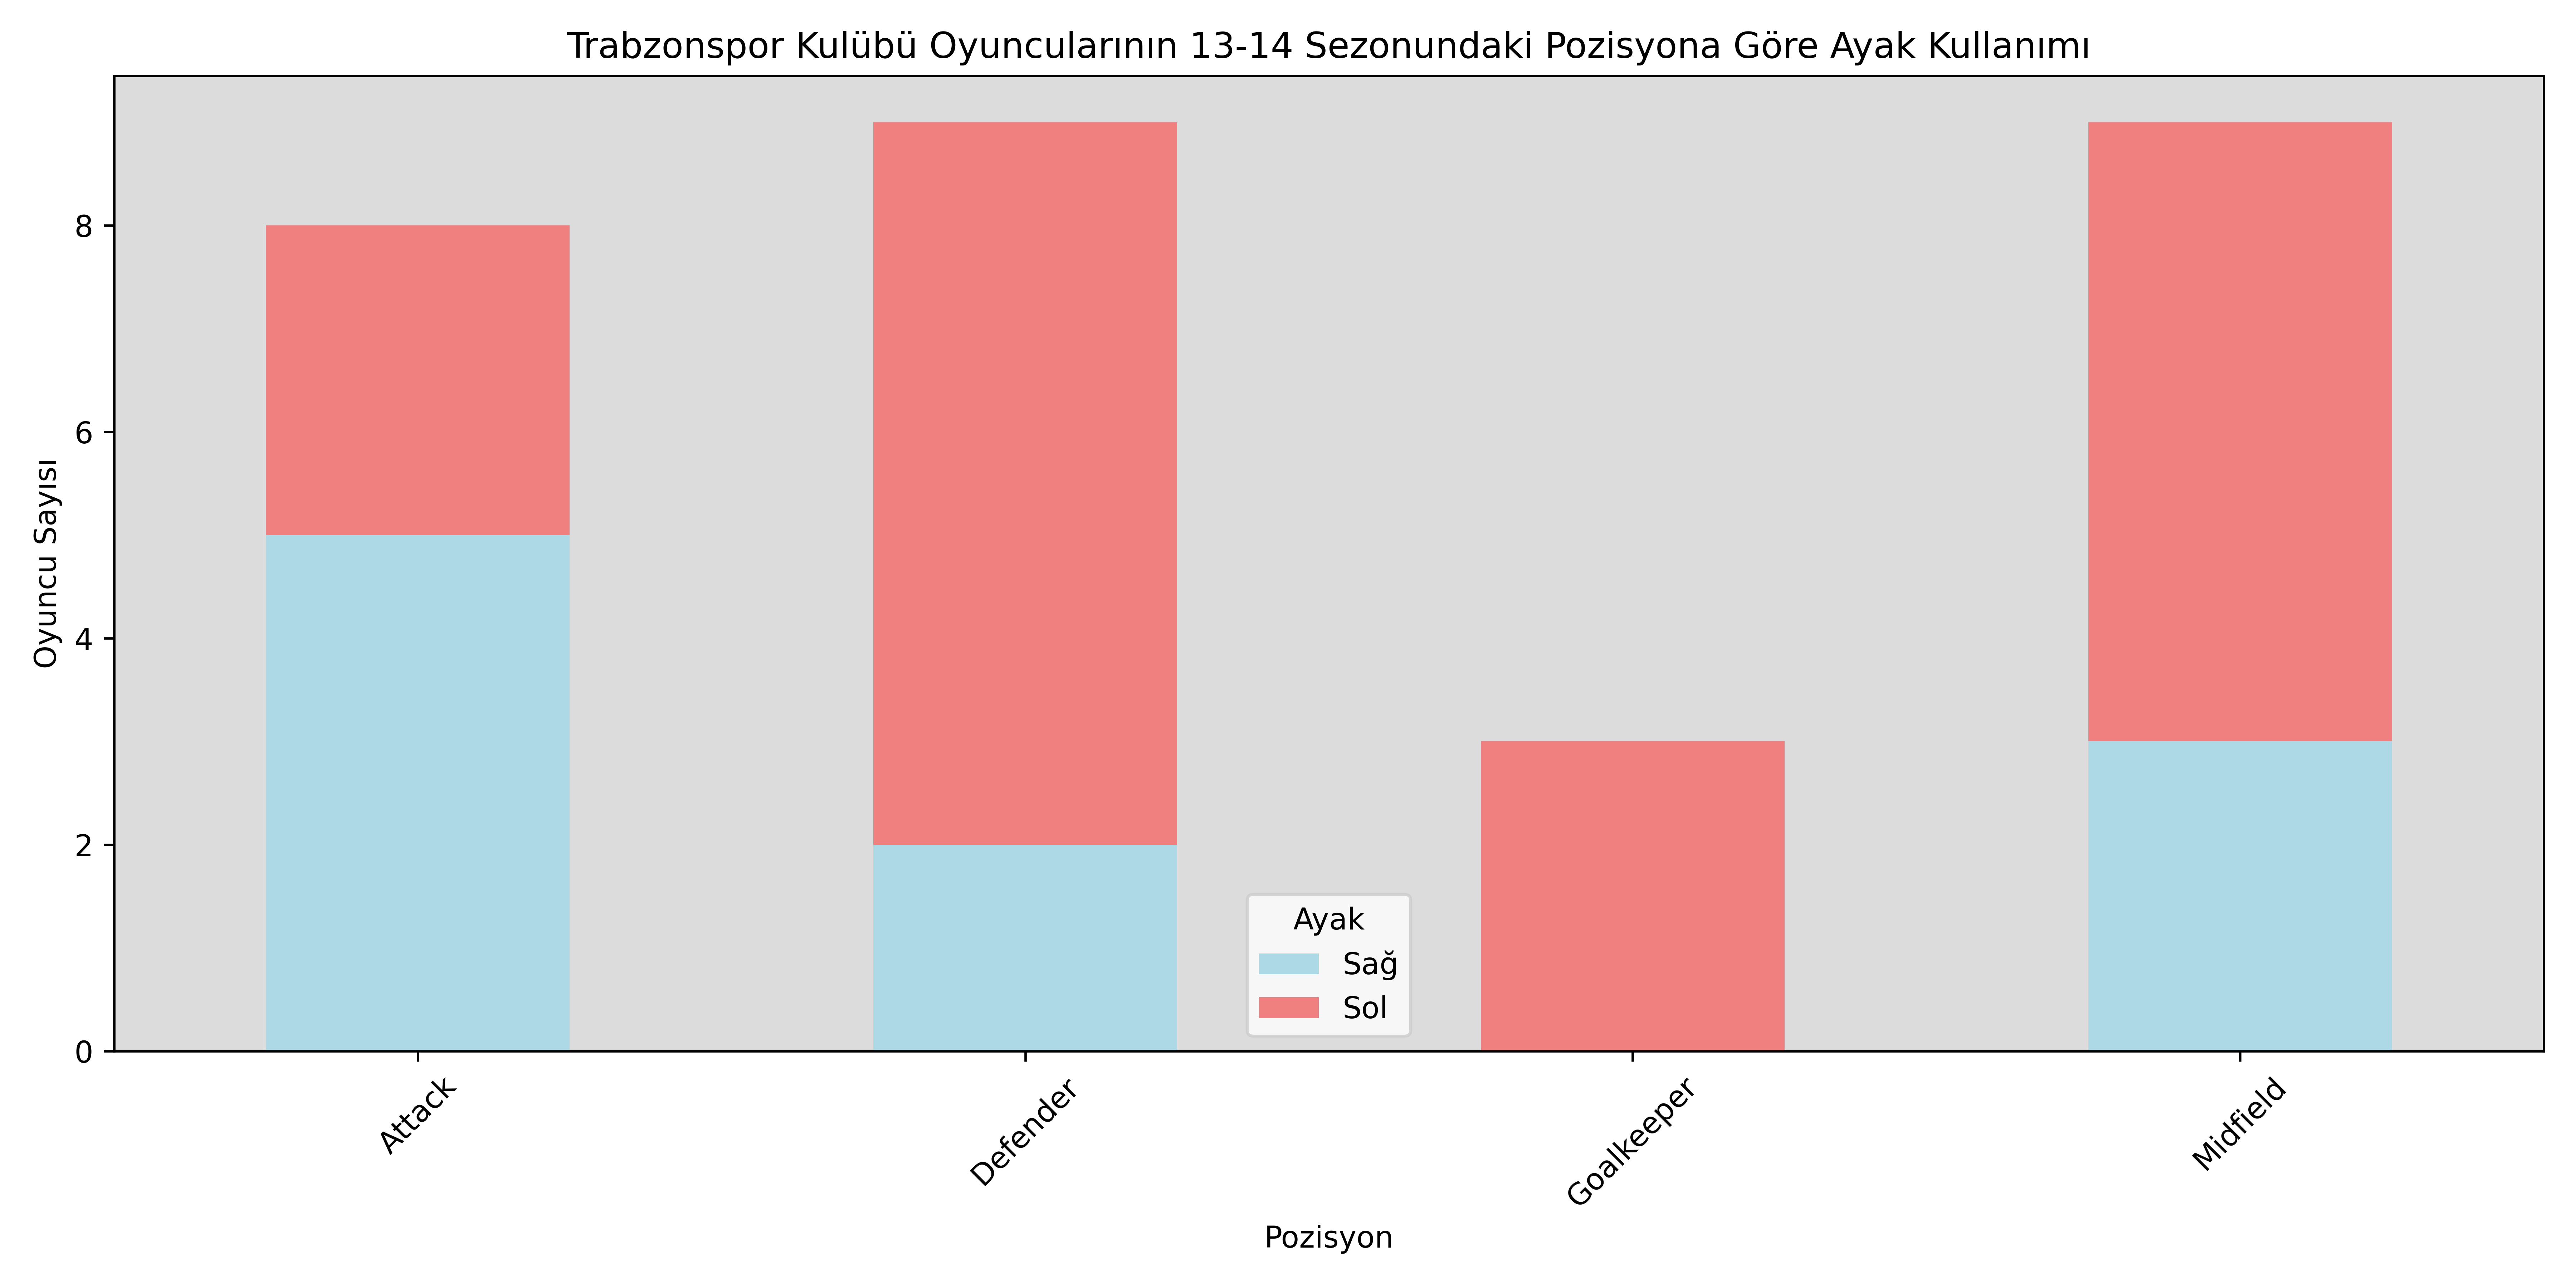 Trabzonspor Kulübü Oyuncularının 13-14 Sezonundaki Pozisyona Göre Ayak Kullanımı
Oyuncu Sayısı
8
6
4
2
0
Ayak
Sağ
Sol
Attack
Defender
Goalkeeper
Midfield
Pozisyon